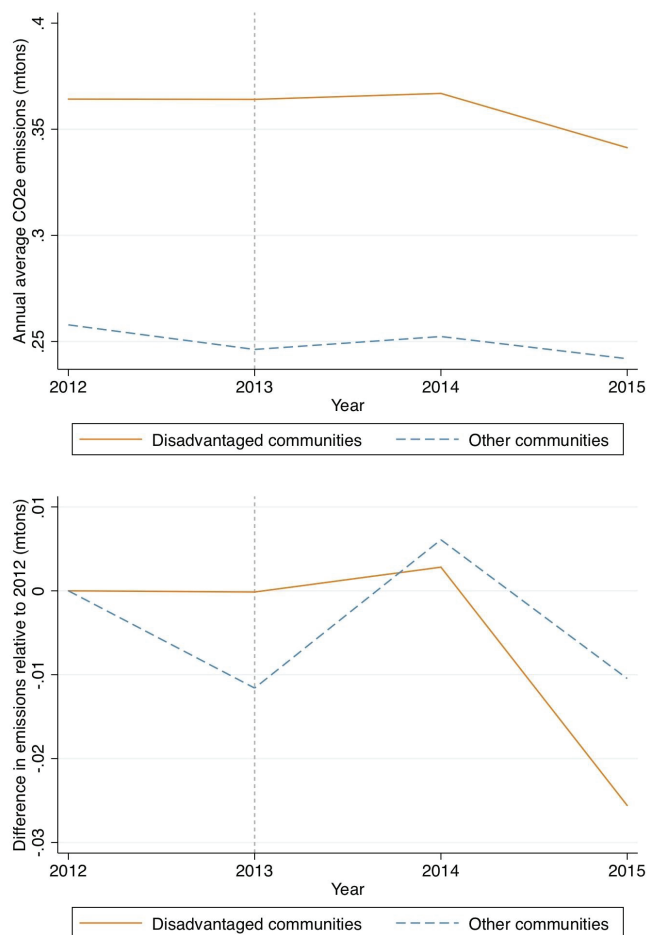 Annual average CO2e emissions (mtons)
.4
.35
.3
.25
2012 2013 2014 2015
Year
Disadvantaged communities Other communities
Difference in emissions relative to 2012 (mtons)
.01
0
-.01
-.02
-.03
2012 2013 2014 2015
Year
Disadvantaged communities Other communities